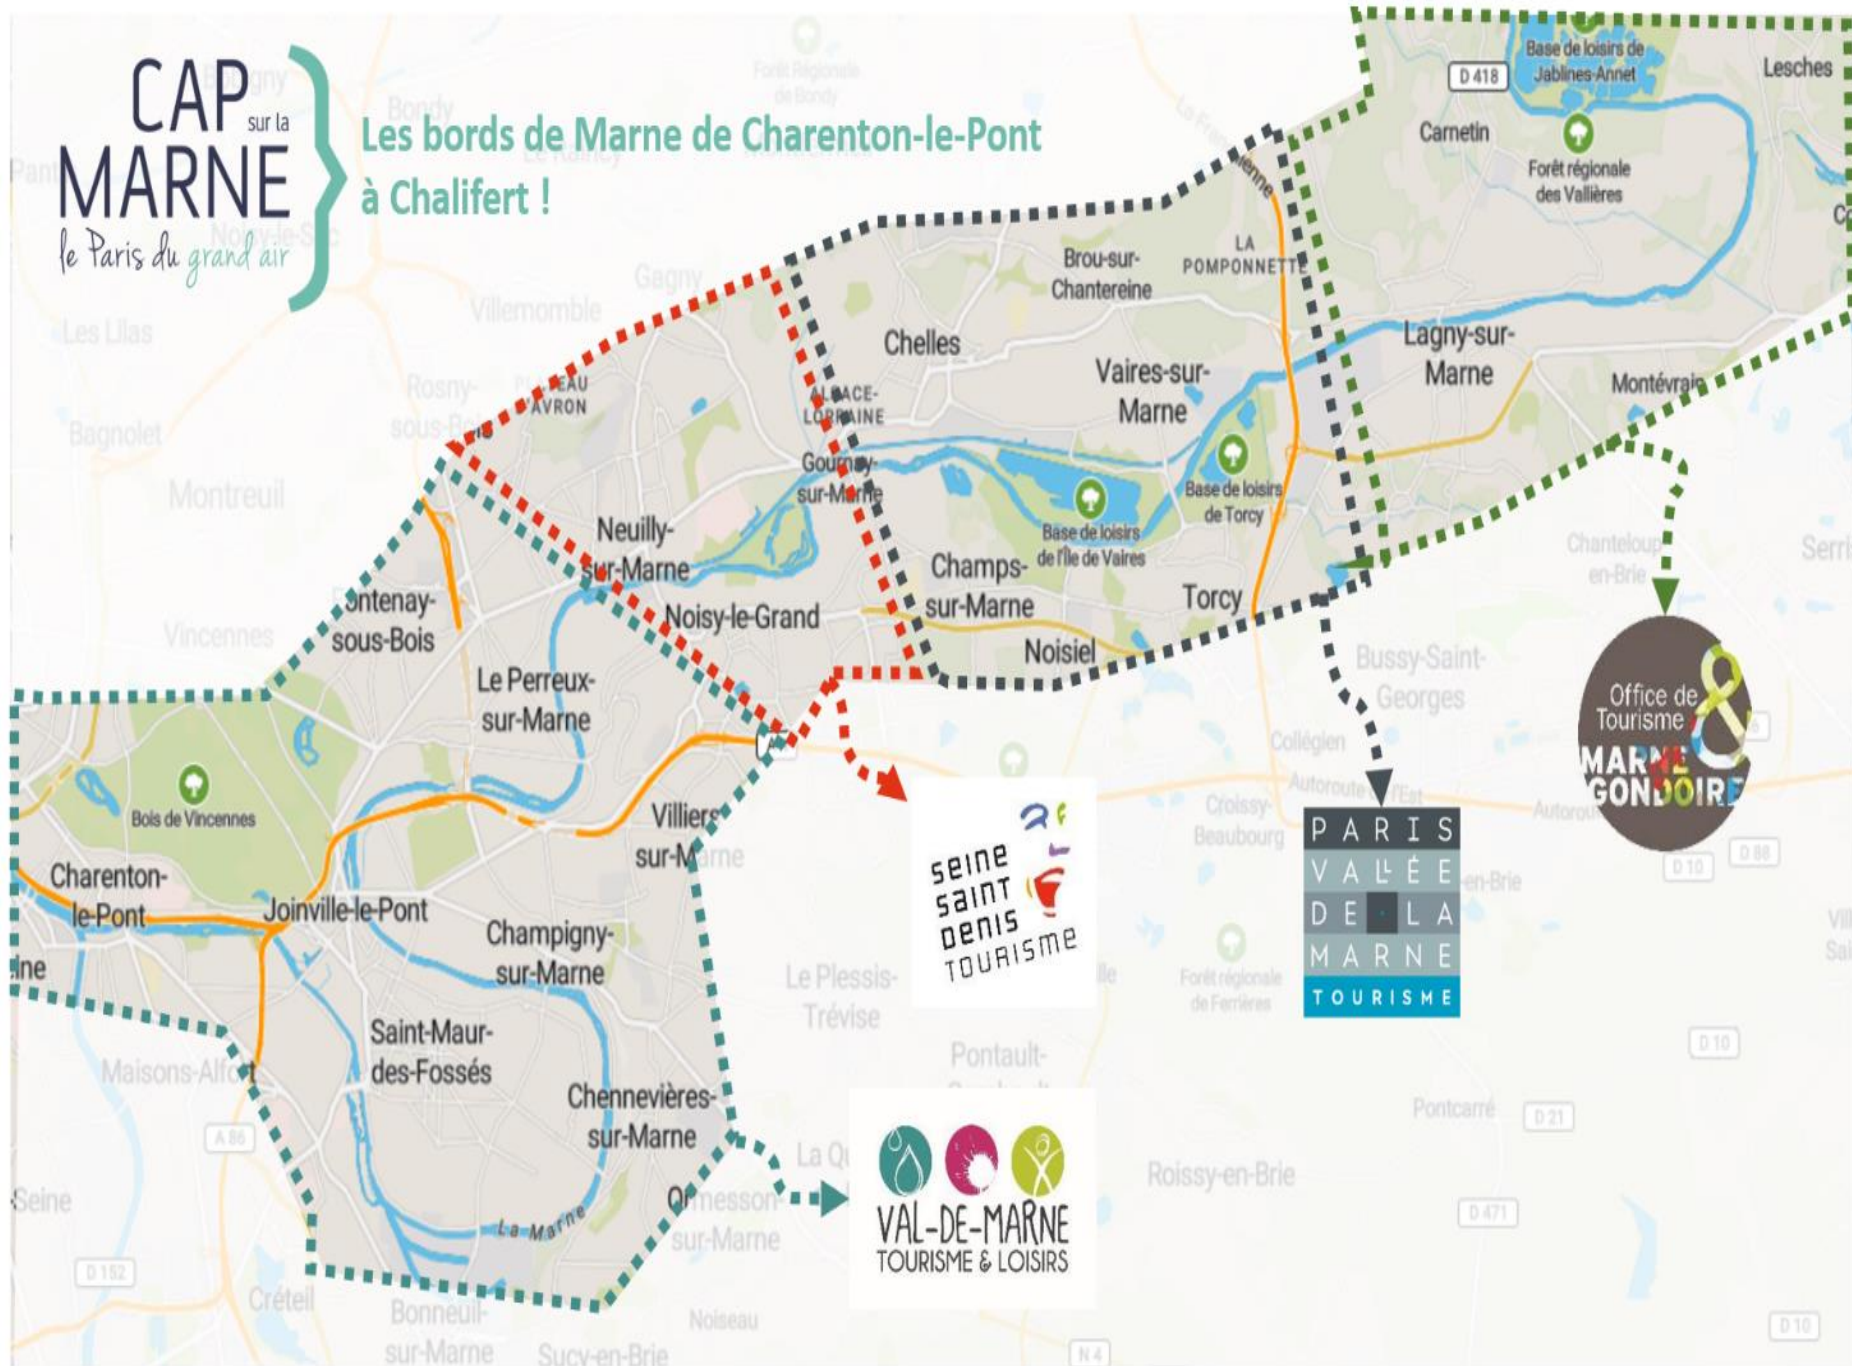 CAP
sur la
MARNE
le Paris du grand air
Les bords de Marne de Charenton-le-Pont
à Chalifert !
Bondy
Forêt Régionale
de Bondy
Gagny
Villemomble
Les Lilas
Rosny-
Bagnolet
Montreuil
Vincennes
Base de loisirs de
Jablines-Annet
Lesches
D 418
Carnetin
Forêt régionale
des Vallières
LA
POMPONNETTE
Brou-sur-
Chantereine
Chelles
Vaires-sur-
Marne
Lagny-sur-
Marne
Montévrain
ALSACE-
LORRAINE
Gournay-
sur-Marne
Base de loisirs
de Torcy
Base de loisirs
de l'Île de Vaires
Neuilly-
sur-Marne
Champs-
sur-Marne
Torcy
Noisy-le-Grand
Noisiel
Fontenay-
sous-Bois
Le Perreux-
sur-Marne
Bois de Vincennes
Villiers
sur-Marne
Charenton-
le-Pont
Joinville-le-Pont
Champigny-
sur-Marne
Saint-Maur-
des-Fossés
Chennevières-
sur-Marne
La Marne
Ormesson-
sur-Marne
Maisons-Alfort
A 86
D 152
Créteil
Bonneuil-
sur-Marne
Sucy-en-Brie
Noiseau
N 4
Le Plessis-
Trévise
Pontault-
Roissy-en-Brie
Pontcarré
D 21
D 471
D 10
D 10
D 10
D 88
Chanteloup-
en-Brie
Bussy-Saint-
Georges
Collégien
Croissy-
Beaubourg
Forêt régionale
de Ferrières
seine
saint
denis
TOURISME
PARIS
VALLÉE
DE LA
MARNE
TOURISME
Office de
Tourisme
MARNE &
GONDOIRE
VAL-DE-MARNE
TOURISME & LOISIRS